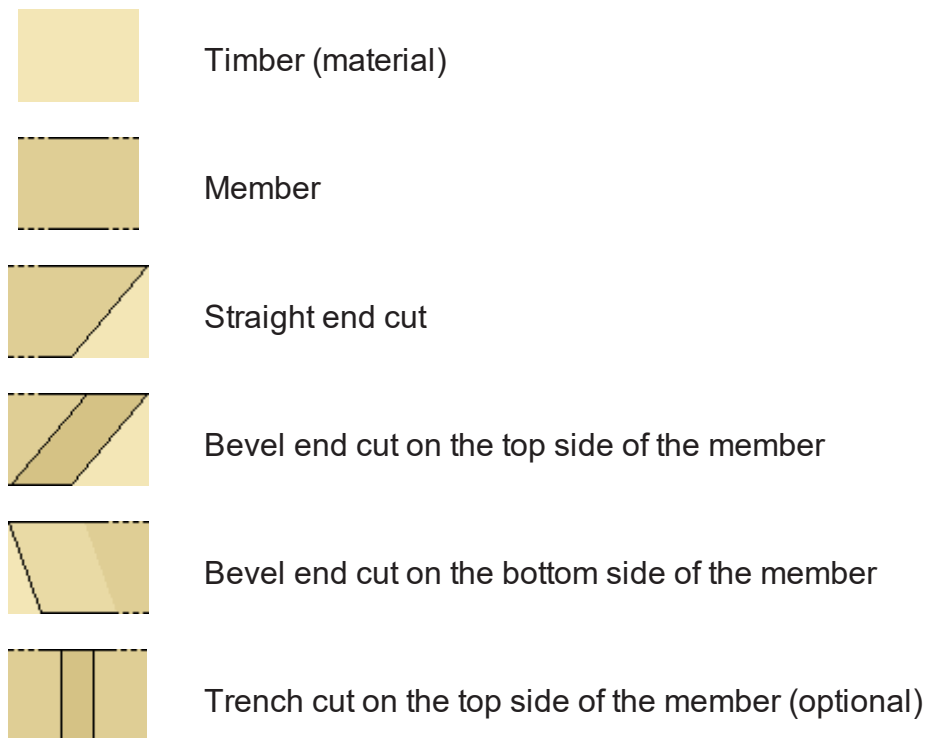 Timber (material)
Member
Straight end cut
Bevel end cut on the top side of the member
Bevel end cut on the bottom side of the member
Trench cut on the top side of the member (optional)